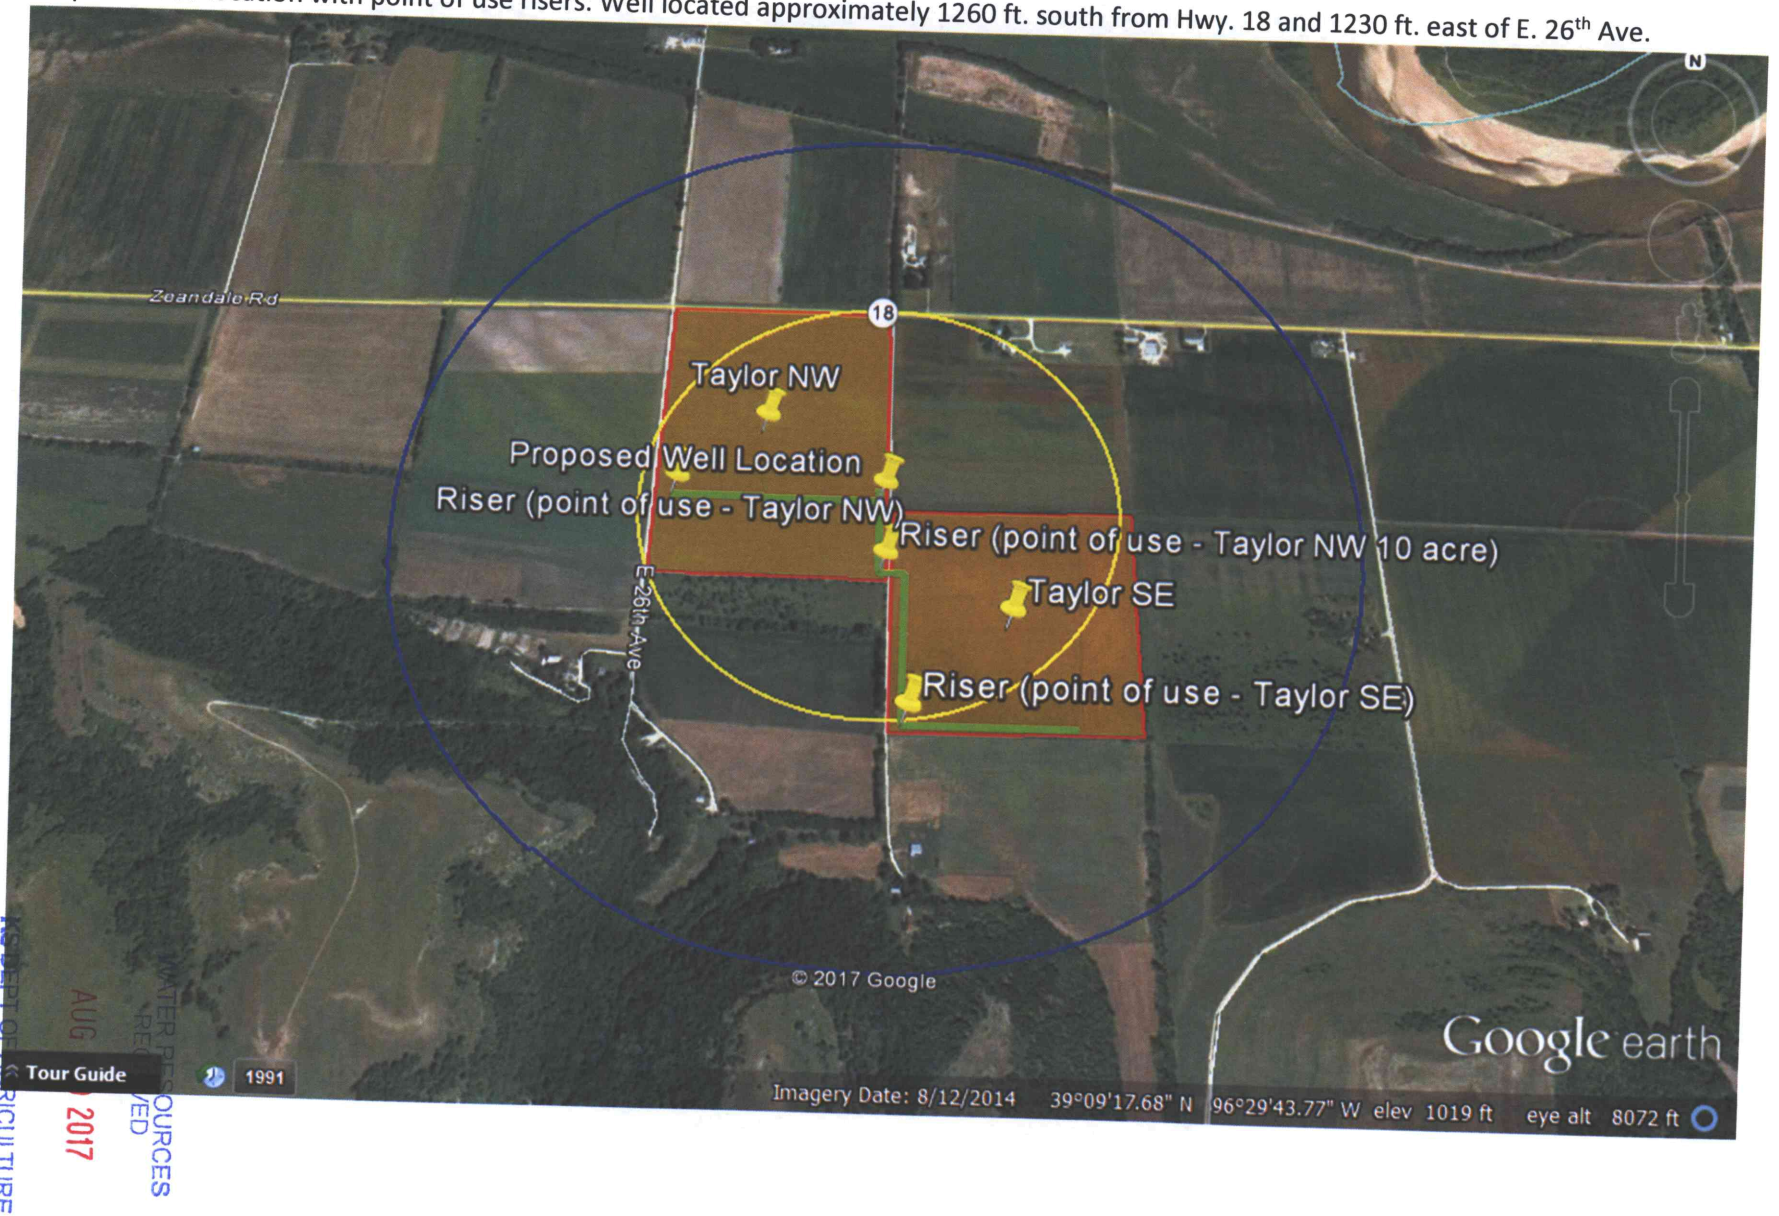 with point of use risers. Well located approximately 1260 ft. south from Hwy. 18 and 1230 ft. east of E. 26th Ave.
N
Zeandale Rd
18
Taylor NW
Proposed Well Location
Riser (point of use - Taylor NW)
Riser (point of use - Taylor NW 10 acre)
Taylor SE
E 26th Ave
Riser (point of use - Taylor SE)
© 2017 Google
Google earth
Tour Guide
1991
Imagery Date: 8/12/2014 39°09'17.68" N 96°29'43.77" W elev 1019 ft eye alt 8072 ft
WATER RESOURCES
AUG 2017